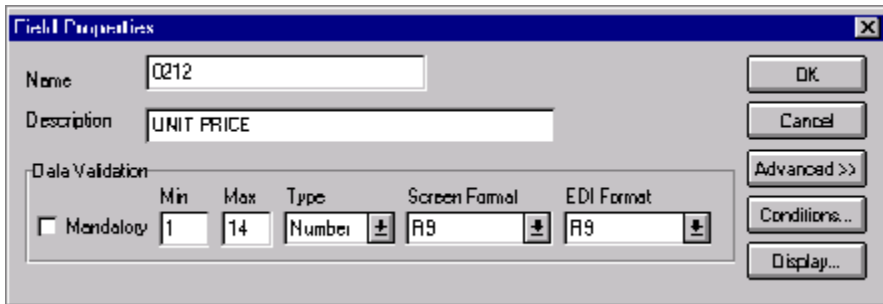 Field Properties
Name 0212 OK
Description UNIT PRICE Cancel
Data Validation Advanced >>
Min Max Type Screen Format EDI Format
Mandatory 1 14 Number R9 R9 Conditions...
Display...